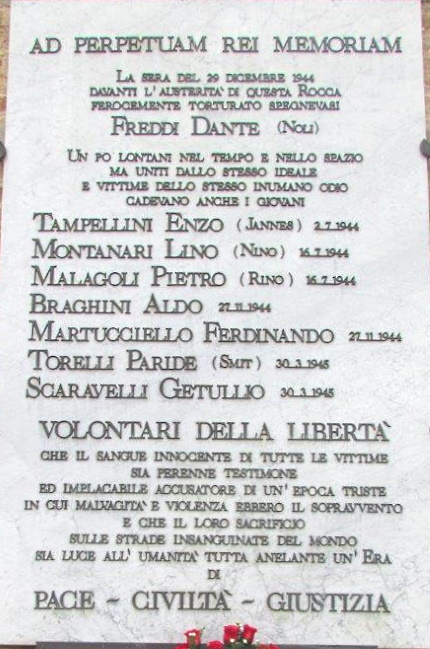 AD PERPETUAM REI MEMORIAM
LA SERA DEL 29 DICEMBRE 1944
DAVANTI L'AUSTERITÀ DI QUESTA ROCCA
FEROCEMENTE TORTURATO SPEGNEVASI
FREDDI DANTE (NOLI)
UN PO LONTANI NEL TEMPO E NELLO SPAZIO
MA UNITI DALLO STESSO IDEALE
E VITTIME DELLO STESSO INUMANO ODIO
CADEVANO ANCHE I GIOVANI
TAMPELLINI ENZO (JANNES) 2.7.1944
MONTANARI LINO (NINO) 16.7.1944
MALAGOLI PIETRO (RINO) 16.7.1944
BRAGHINI ALDO 27.11.1944
MARTUCCIELLO FERDINANDO 27.11.1944
TORELLI PARIDE (SMIT) 30.3.1945
SCARAVELLI GETULLIO 30.3.1945
VOLONTARI DELLA LIBERTÀ
CHE IL SANGUE INNOCENTE DI TUTTE LE VITTIME
SIA PERENNE TESTIMONE
ED IMPLACABILE ACCUSATORE DI UN'EPOCA TRISTE
IN CUI MALVAGITÀ E VIOLENZA EBBERO IL SOPRAVVENTO
E CHE IL LORO SACRIFICIO
SULLE STRADE INSANGUINATE DEL MONDO
SIA LUCE ALL'UMANITÀ TUTTA ANELANTE UN'ERA
DI
PACE - CIVILTÀ - GIUSTIZIA